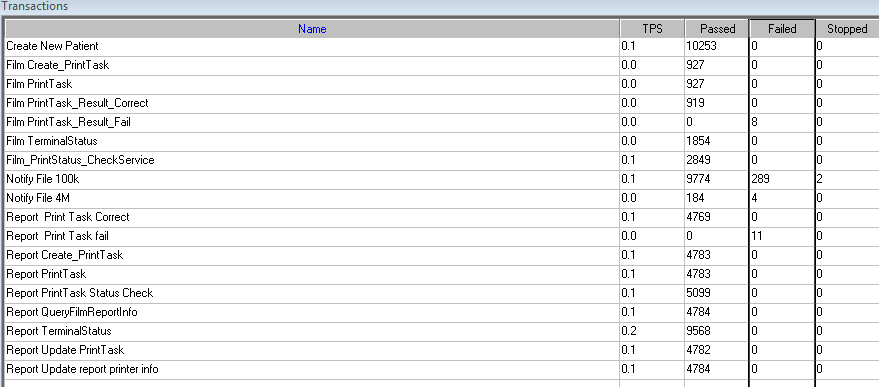 Transactions
Name TPS Passed Failed Stopped
Create New Patient 0.1 10253 0 0
Film Create_PrintTask 0.0 927 0 0
Film PrintTask 0.0 927 0 0
Film PrintTask_Result_Correct 0.0 919 0 0
Film PrintTask_Result_Fail 0.0 0 8 0
Film TerminalStatus 0.0 1854 0 0
Film_PrintStatus_CheckService 0.1 2849 0 0
Notify File 100k 0.1 9774 289 2
Notify File 4M 0.0 184 4 0
Report  Print Task Correct 0.1 4769 0 0
Report  Print Task fail 0.0 0 11 0
Report Create_PrintTask 0.1 4783 0 0
Report PrintTask 0.1 4783 0 0
Report PrintTask Status Check 0.1 5099 0 0
Report QueryFilmReportInfo 0.1 4784 0 0
Report TerminalStatus 0.2 9568 0 0
Report Update PrintTask 0.1 4782 0 0
Report Update report printer info 0.1 4784 0 0